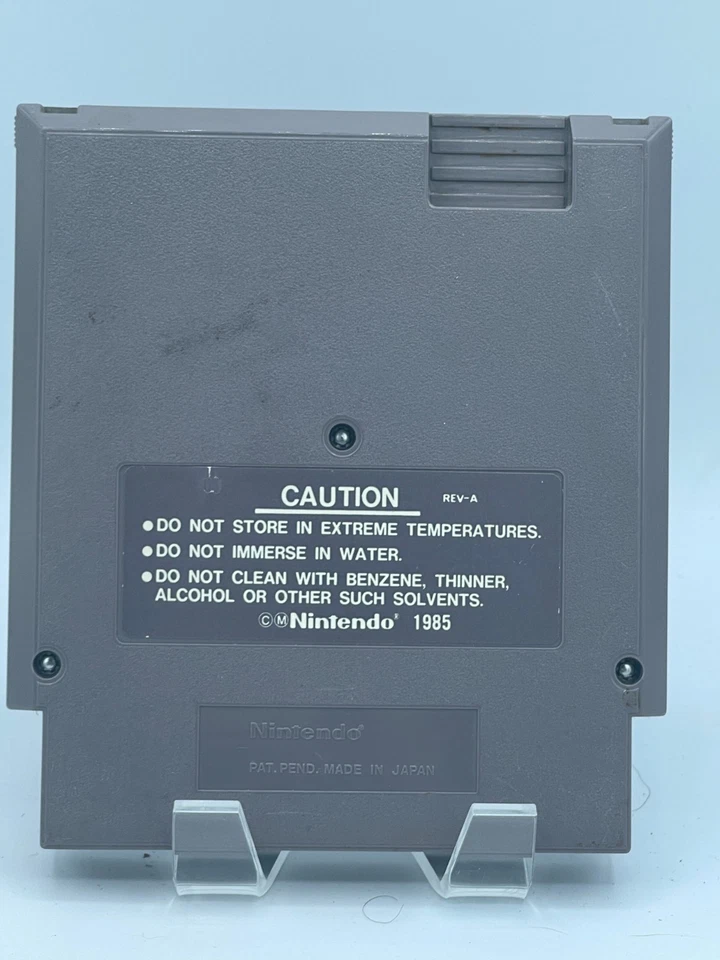 CAUTION REV-A
●DO NOT STORE IN EXTREME TEMPERATURES.
●DO NOT IMMERSE IN WATER.
●DO NOT CLEAN WITH BENZENE, THINNER,
ALCOHOL OR OTHER SUCH SOLVENTS.
©ⓂNintendo® 1985
Nintendo®
PAT. PEND. MADE IN JAPAN